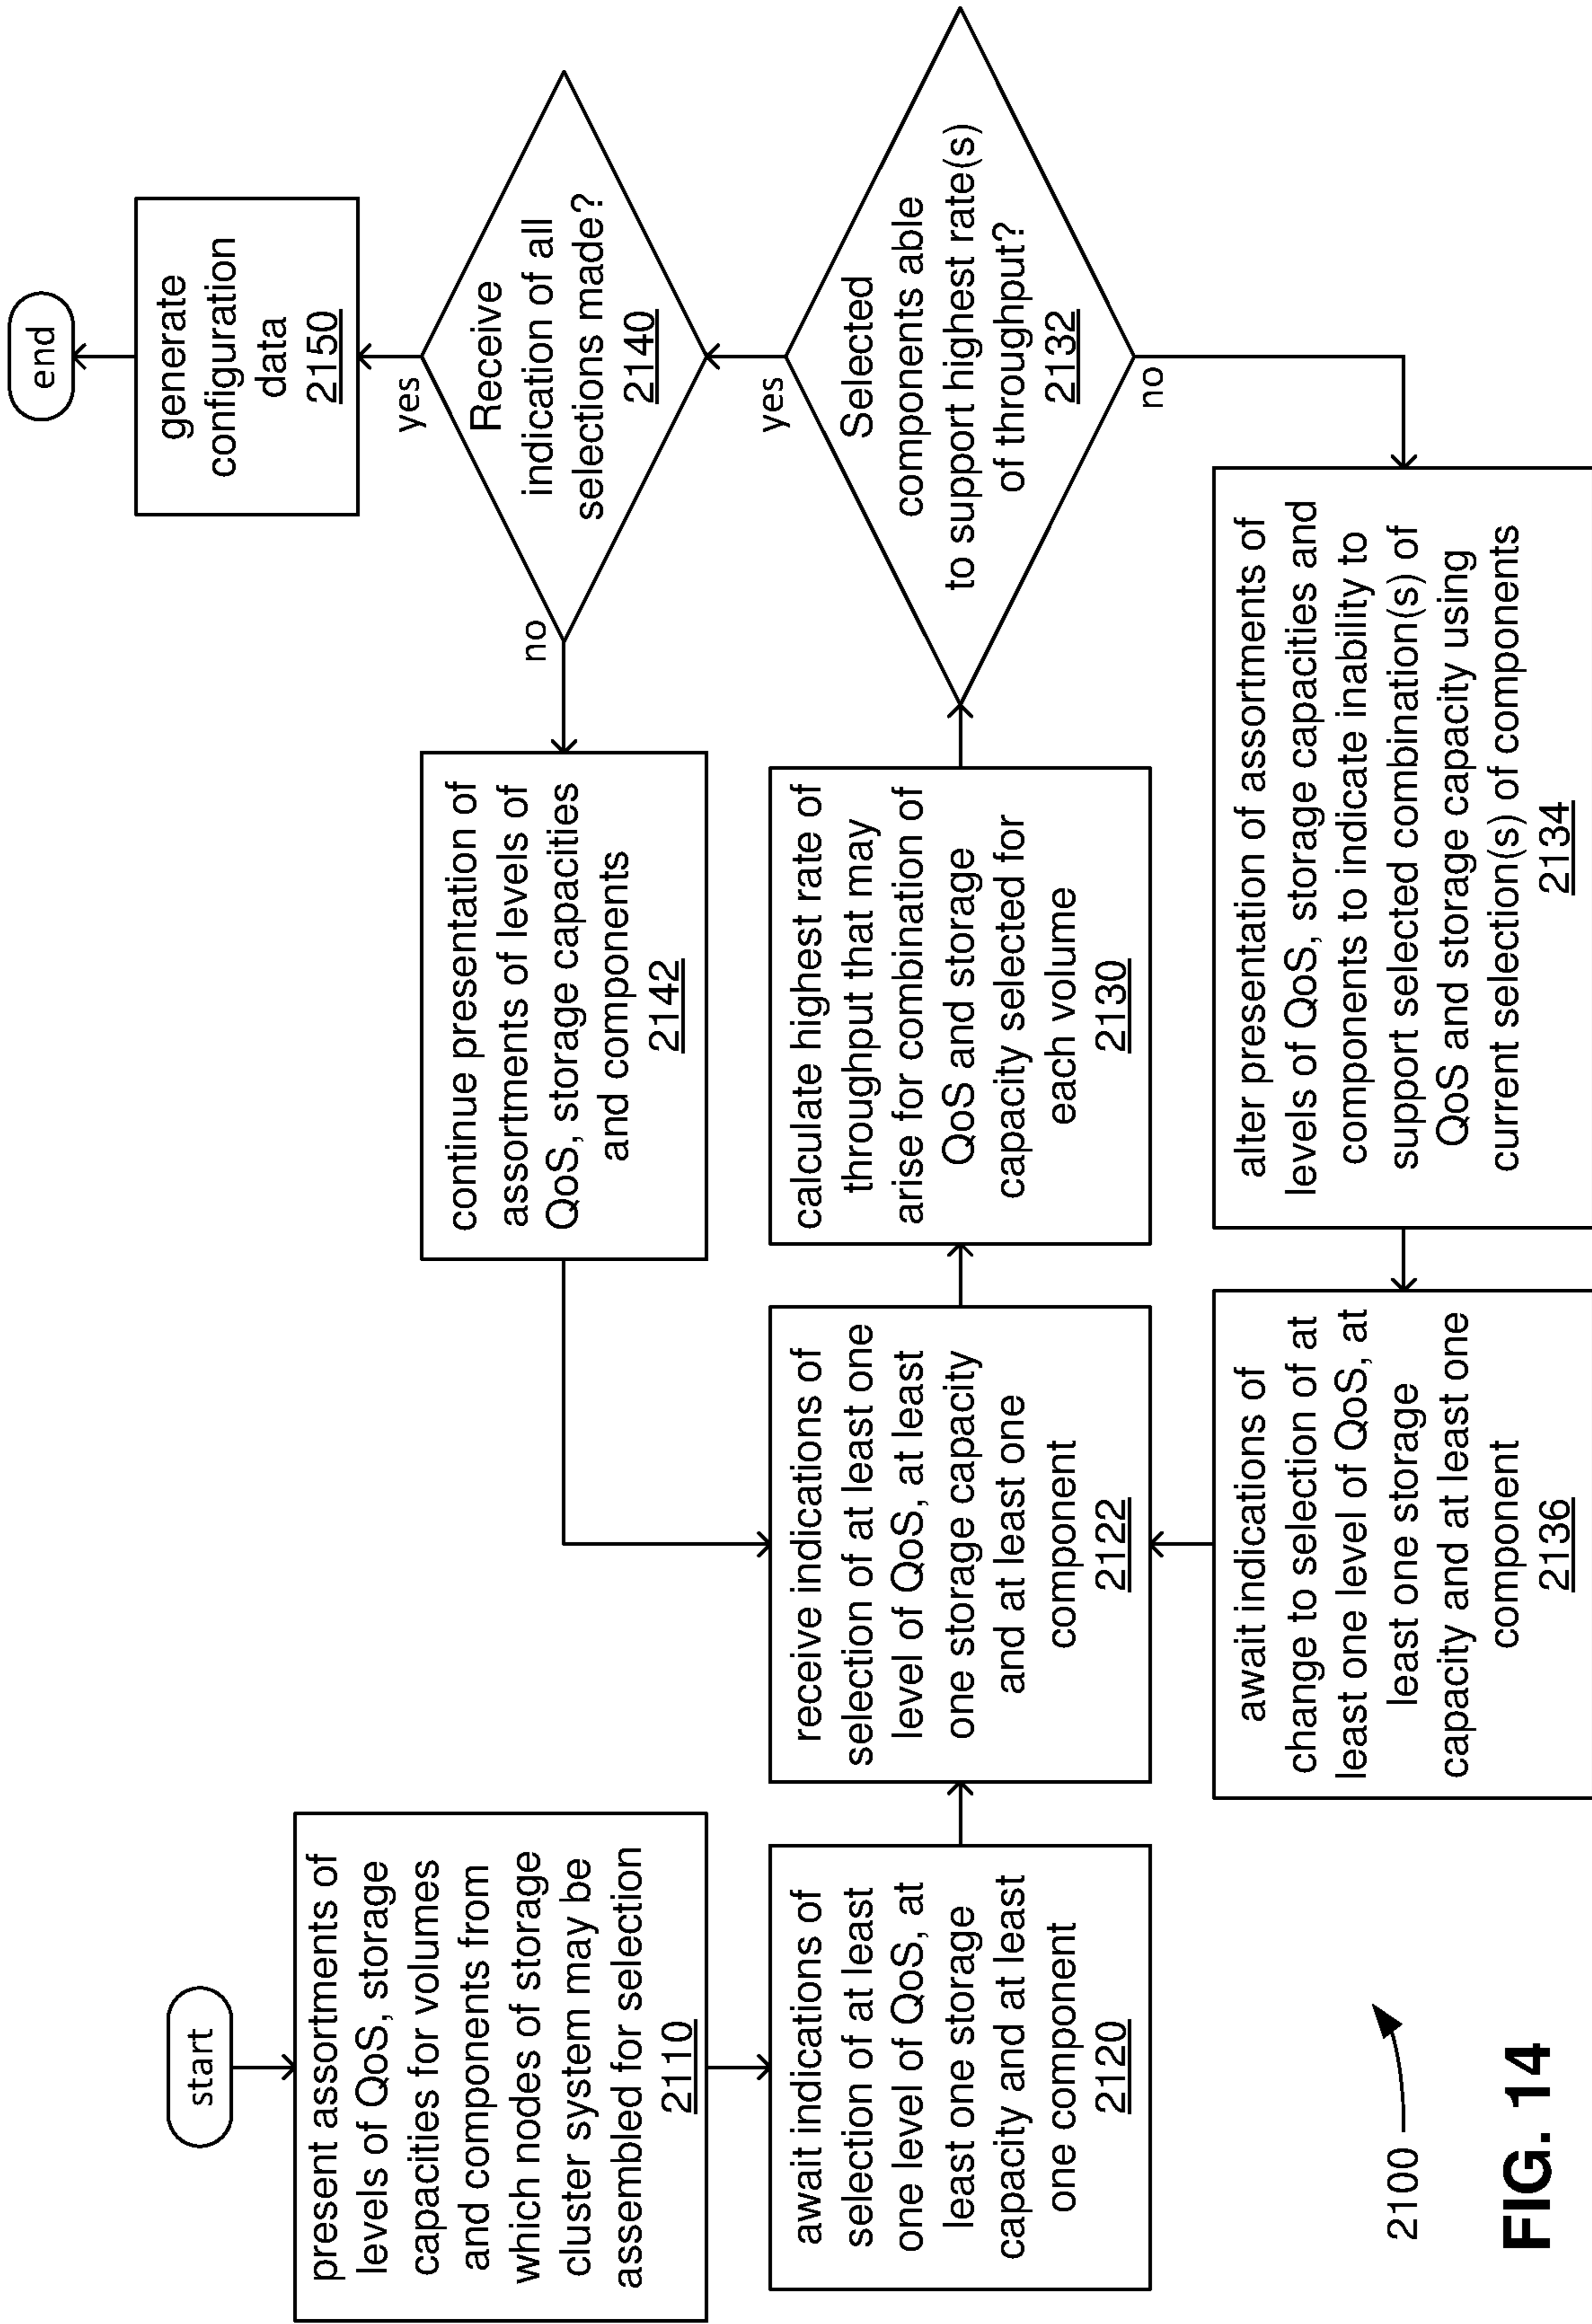 start
present assortments of
levels of QoS, storage
capacities for volumes
and components from
which nodes of storage
cluster system may be
assembled for selection
2110
await indications of
selection of at least
one level of QoS, at
least one storage
capacity and at least
one component
2120
receive indications of
selection of at least one
level of QoS, at least
one storage capacity
and at least one
component
2122
calculate highest rate of
throughput that may
arise for combination of
QoS and storage
capacity selected for
each volume
2130
Selected
components able
to support highest rate(s)
of throughput?
2132
yes
no
alter presentation of assortments of
levels of QoS, storage capacities and
components to indicate inability to
support selected combination(s) of
QoS and storage capacity using
current selection(s) of components
2134
await indications of
change to selection of at
least one level of QoS, at
least one storage
capacity and at least one
component
2136
Receive
indication of all
selections made?
2140
yes
no
continue presentation of
assortments of levels of
QoS, storage capacities
and components
2142
generate
configuration
data
2150
end
2100
FIG. 14